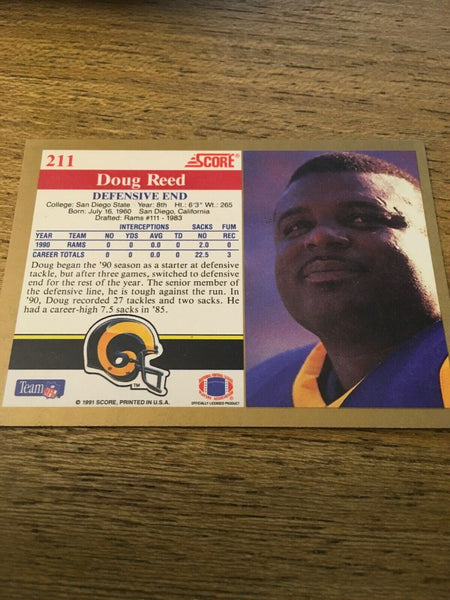 211 SCORE®
Doug Reed
DEFENSIVE END
College: San Diego State Year: 8th Ht.: 6'3" Wt.: 265
Born: July 16, 1960 San Diego, California
Drafted: Rams #111 - 1983
INTERCEPTIONS SACKS FUM
YEAR TEAM NO YDS AVG TD NO REC
1990 RAMS 0 0 0.0 0 2.0 0
CAREER TOTALS 0 0 0.0 0 22.5 3
Doug began the '90 season as a starter at defensive
tackle, but after three games, switched to defensive
end for the rest of the year. The senior member of
the defensive line, he is tough against the run. In
'90, Doug recorded 27 tackles and two sacks. He
had a career-high 7.5 sacks in '85.
TM
Team NFL
© 1991 SCORE, PRINTED IN U.S.A.
OFFICIALLY LICENSED PRODUCT